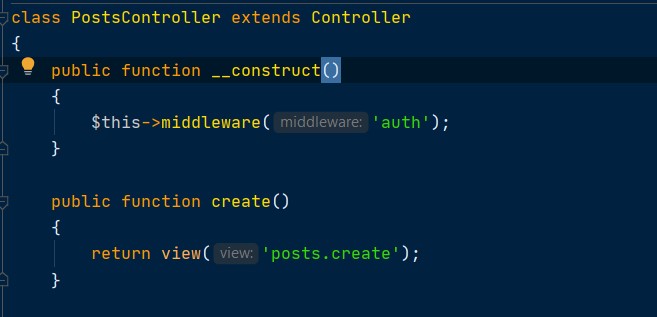 class PostsController extends Controller
{
    public function __construct()
    {
        $this->middleware( middleware: 'auth');
    }

    public function create()
    {
        return view( view: 'posts.create');
    }